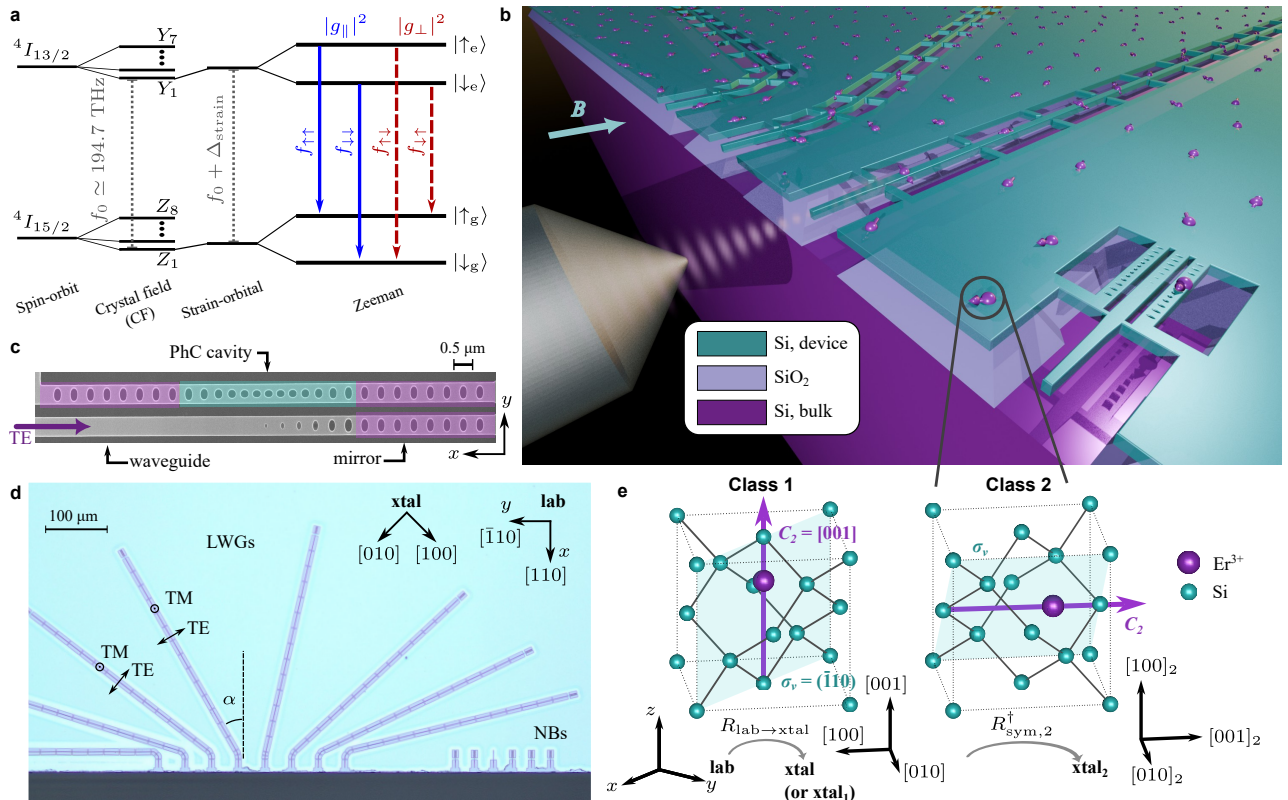 a
⁴I₁₃/₂
Y₇
Y₁
|g∥|²
|g⊥|²
|↑ₑ⟩
|↓ₑ⟩
f₀ ≃ 194.7 THz
f₀ + Δstrain
f↑↑
f↓↓
f↑↓
f↓↑
⁴I₁₅/₂
Z₈
Z₁
|↑g⟩
|↓g⟩
Spin-orbit
Crystal field
(CF)
Strain-orbital
Zeeman
b
B
Si, device
SiO₂
Si, bulk
c
PhC cavity
0.5 μm
TE
waveguide
mirror
x
y
d
100 μm
LWGs
xtal
[010]
[100]
lab
y
[1̄10]
x
[110]
TM
TE
TM
TE
α
NBs
e
Class 1
C₂ = [001]
σᵥ = (1̄10)
Class 2
σᵥ
C₂
Er³⁺
Si
z
x
y
lab
R lab→xtal
xtal
(or xtal₁)
[001]
[100]
[010]
R†sym,2
xtal₂
[100]₂
[001]₂
[010]₂